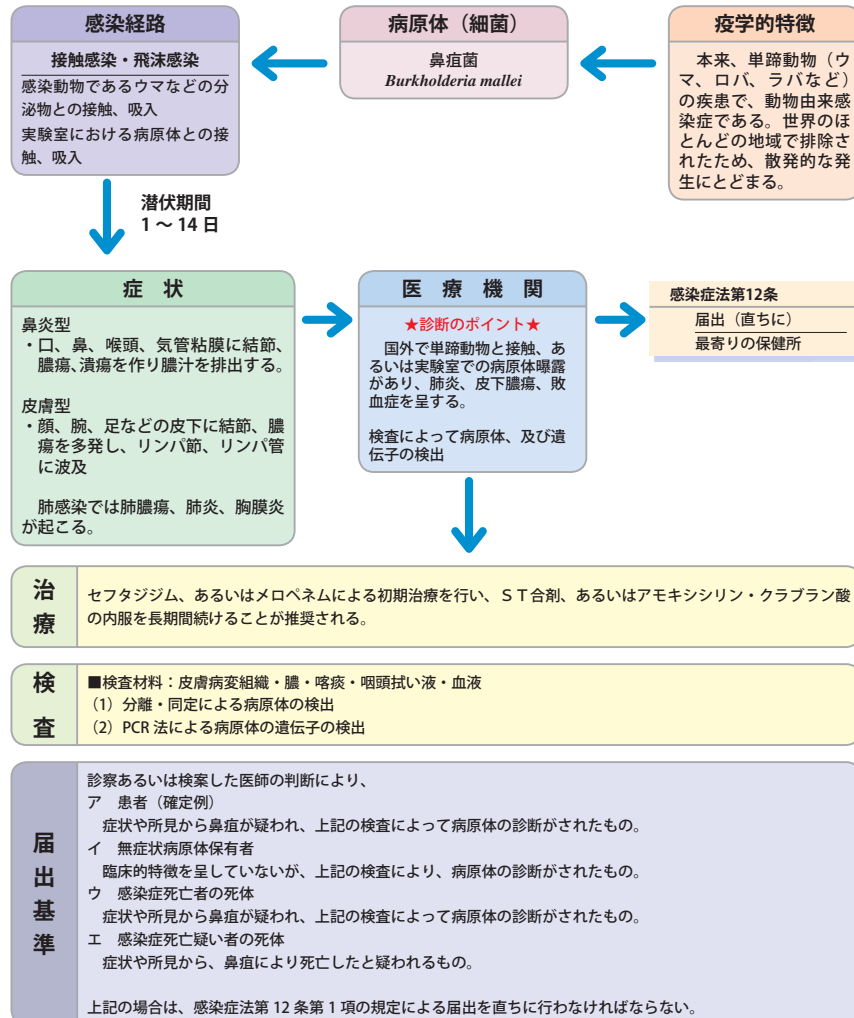 感染経路
接触感染・飛沫感染
感染動物であるウマなどの分
泌物との接触、吸入
実験室における病原体との接
触、吸入
病原体（細菌）
鼻疽菌
Burkholderia mallei
疫学的特徴
本来、単蹄動物（ウ
マ、ロバ、ラバなど）
の疾患で、動物由来感
染症である。世界のほ
とんどの地域で排除さ
れたため、散発的な発
生にとどまる。
潜伏期間
1 〜 14 日
症　状
鼻炎型
・口、鼻、喉頭、気管粘膜に結節、
膿瘍、潰瘍を作り膿汁を排出する。
皮膚型
・顔、腕、足などの皮下に結節、膿
瘍を多発し、リンパ節、リンパ管
に波及
肺感染では肺膿瘍、肺炎、胸膜炎
が起こる。
医　療　機　関
★診断のポイント★
国外で単蹄動物と接触、あ
るいは実験室での病原体曝露
があり、肺炎、皮下膿瘍、敗
血症を呈する。
検査によって病原体、及び遺
伝子の検出
感染症法第12条
届出（直ちに）
最寄りの保健所
治療
セフタジジム、あるいはメロペネムによる初期治療を行い、ＳＴ合剤、あるいはアモキシシリン・クラブラン酸
の内服を長期間続けることが推奨される。
検査
■検査材料：皮膚病変組織・膿・喀痰・咽頭拭い液・血液
（1）分離・同定による病原体の検出
（2）PCR 法による病原体の遺伝子の検出
届出基準
診察あるいは検案した医師の判断により、
ア　患者（確定例）
症状や所見から鼻疽が疑われ、上記の検査によって病原体の診断がされたもの。
イ　無症状病原体保有者
臨床的特徴を呈していないが、上記の検査により、病原体の診断がされたもの。
ウ　感染症死亡者の死体
症状や所見から鼻疽が疑われ、上記の検査によって病原体の診断がされたもの。
エ　感染症死亡疑い者の死体
症状や所見から、鼻疽により死亡したと疑われるもの。
上記の場合は、感染症法第 12 条第 1 項の規定による届出を直ちに行わなければならない。